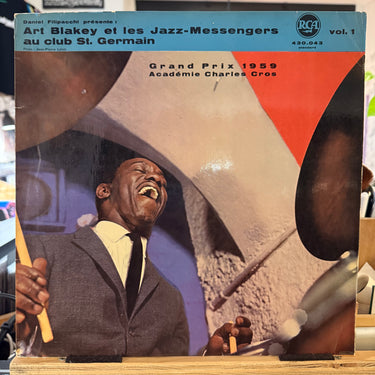 Daniel Filipacchi présente :
Art Blakey et les Jazz-Messengers
au club St. Germain
vol. 1
RCA
430.043
standard
Grand Prix 1959
Académie Charles Cros